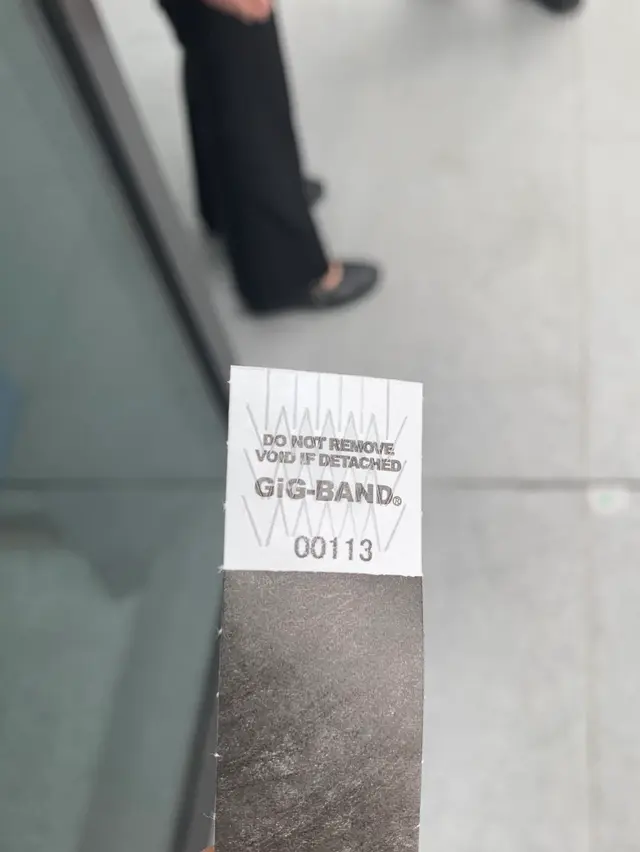 DO NOT REMOVE
VOID IF DETACHED
GiG-BAND®
00113